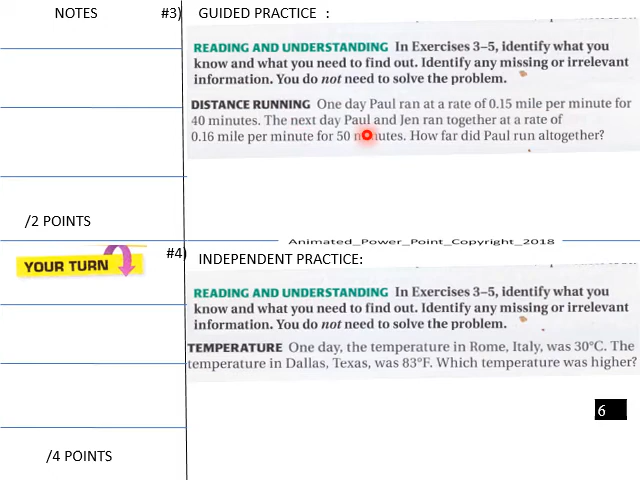 NOTES #3) GUIDED PRACTICE :
READING AND UNDERSTANDING In Exercises 3–5, identify what you
know and what you need to find out. Identify any missing or irrelevant
information. You do not need to solve the problem.
DISTANCE RUNNING One day Paul ran at a rate of 0.15 mile per minute for
40 minutes. The next day Paul and Jen ran together at a rate of
0.16 mile per minute for 50 minutes. How far did Paul run altogether?
/2 POINTS
Animated_Power_Point_Copyright_2018
YOUR TURN
#4) INDEPENDENT PRACTICE:
READING AND UNDERSTANDING In Exercises 3–5, identify what you
know and what you need to find out. Identify any missing or irrelevant
information. You do not need to solve the problem.
TEMPERATURE One day, the temperature in Rome, Italy, was 30°C. The
temperature in Dallas, Texas, was 83°F. Which temperature was higher?
6
/4 POINTS